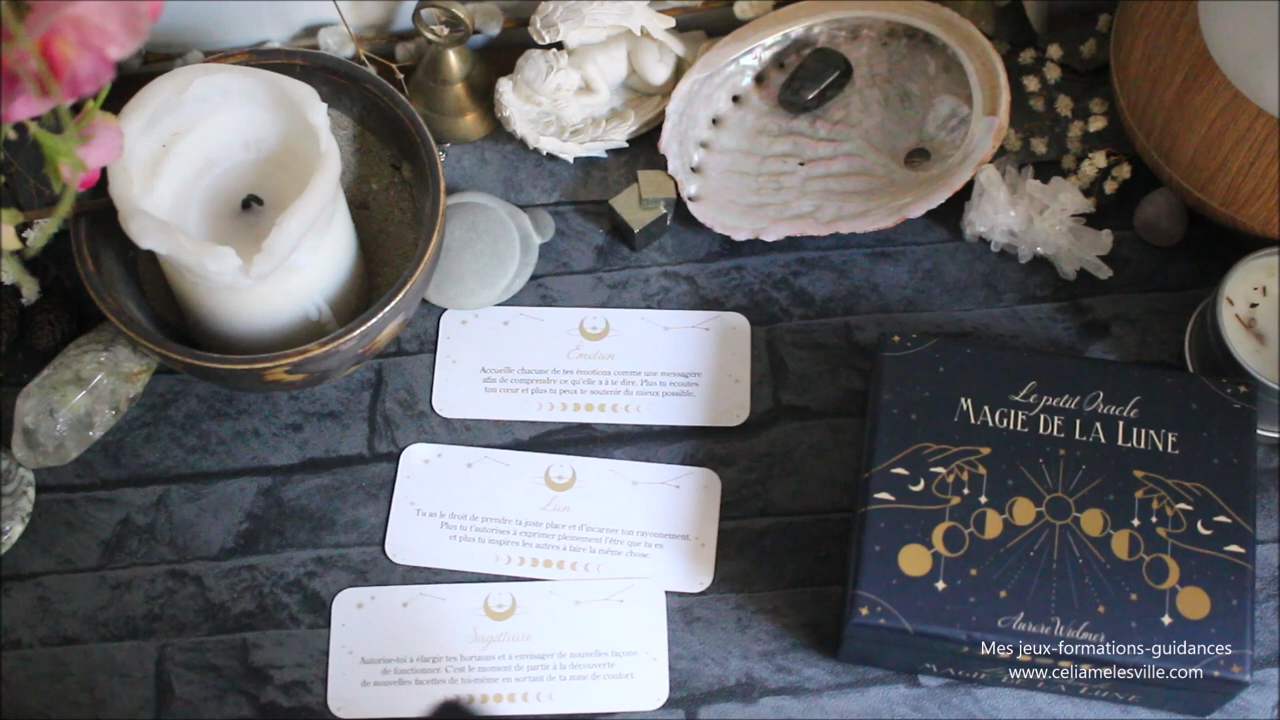 Accueille chacune de tes émotions comme une messagère
afin de comprendre ce qu'elle a à te dire. Plus tu écoutes
ton cœur et plus tu peux te soutenir du mieux possible.
Tu as le droit de prendre ta juste place et d'incarner ton rayonnement.
Plus tu t'autorises à exprimer pleinement l'être que tu es
et plus tu inspires les autres à faire la même chose.
Sagittaire
Autorise-toi à élargir tes horizons et à envisager de nouvelles façons
de fonctionner. C'est le moment de partir à la découverte
de nouvelles facettes de toi-même en sortant de ta zone de confort.
Le petit Oracle
MAGIE DE LA LUNE
Aurore Widmer
MAGIE DE LA LUNE
Mes jeux-formations-guidances
www.celiamelesville.com